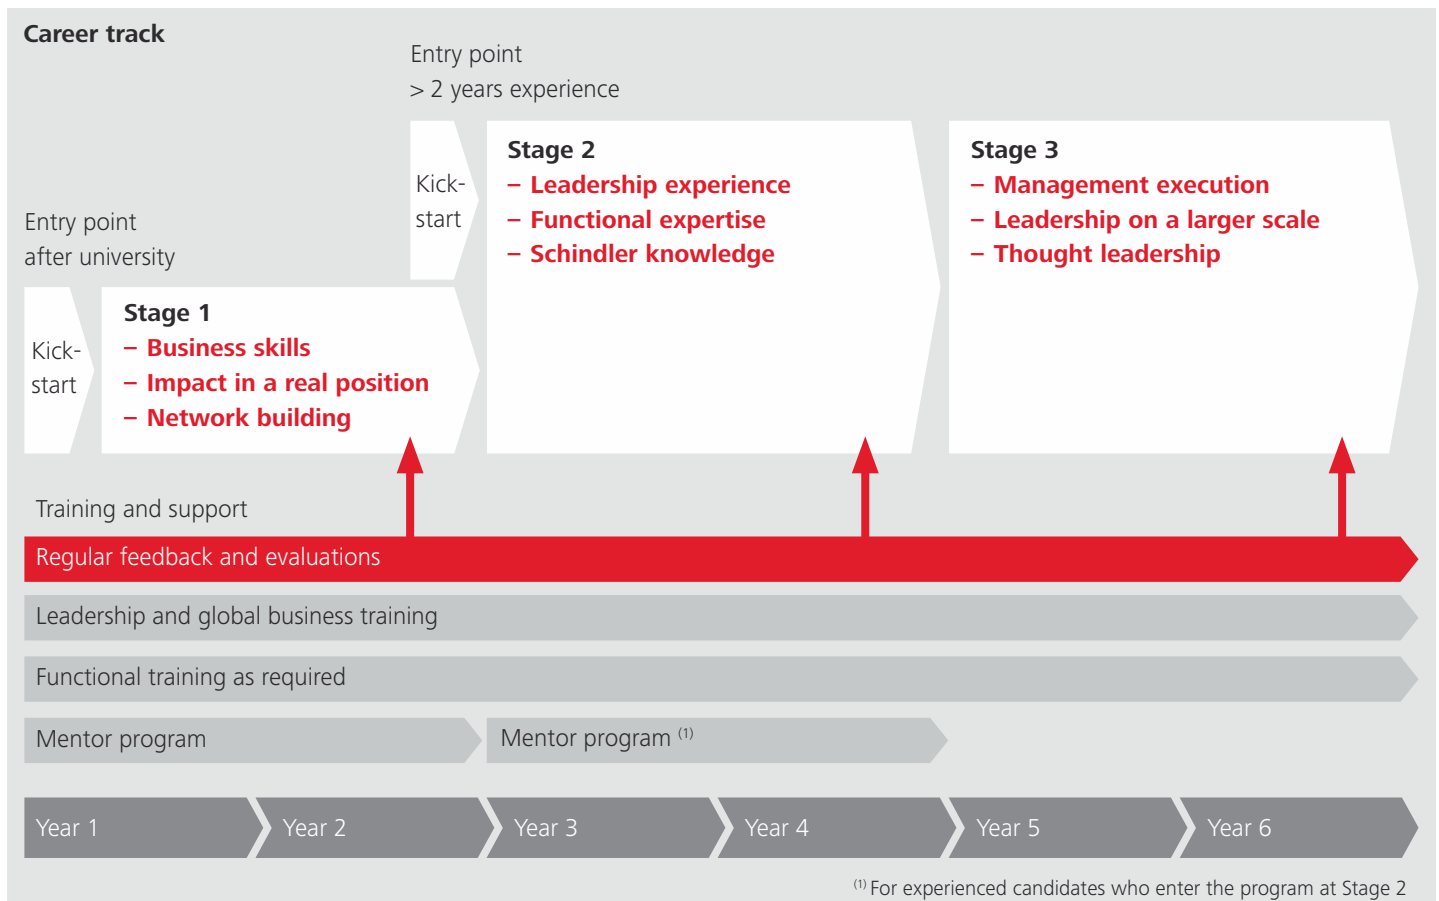 Career track
Entry point
> 2 years experience
Kick-
start
Stage 2
– Leadership experience
– Functional expertise
– Schindler knowledge
Stage 3
– Management execution
– Leadership on a larger scale
– Thought leadership
Entry point
after university
Kick-
start
Stage 1
– Business skills
– Impact in a real position
– Network building
Training and support
Regular feedback and evaluations
Leadership and global business training
Functional training as required
Mentor program
Mentor program (1)
Year 1
Year 2
Year 3
Year 4
Year 5
Year 6
(1) For experienced candidates who enter the program at Stage 2